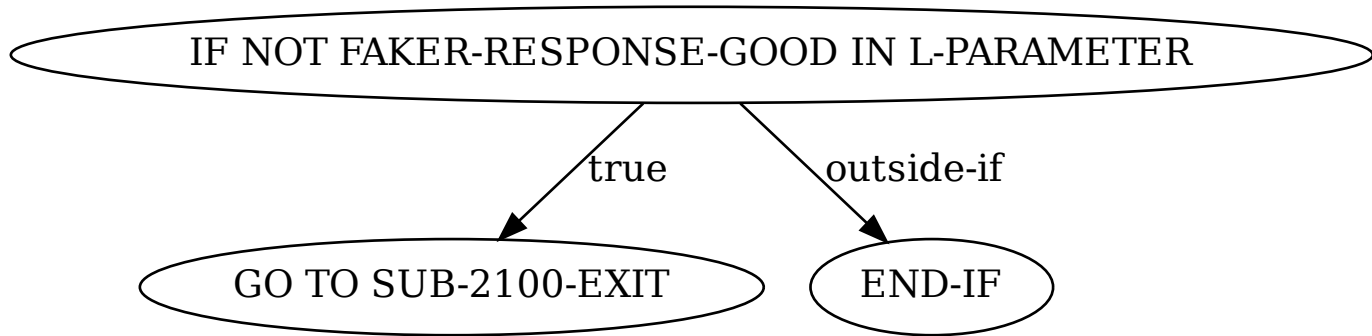 IF NOT FAKER-RESPONSE-GOOD IN L-PARAMETER
true
outside-if
GO TO SUB-2100-EXIT
END-IF